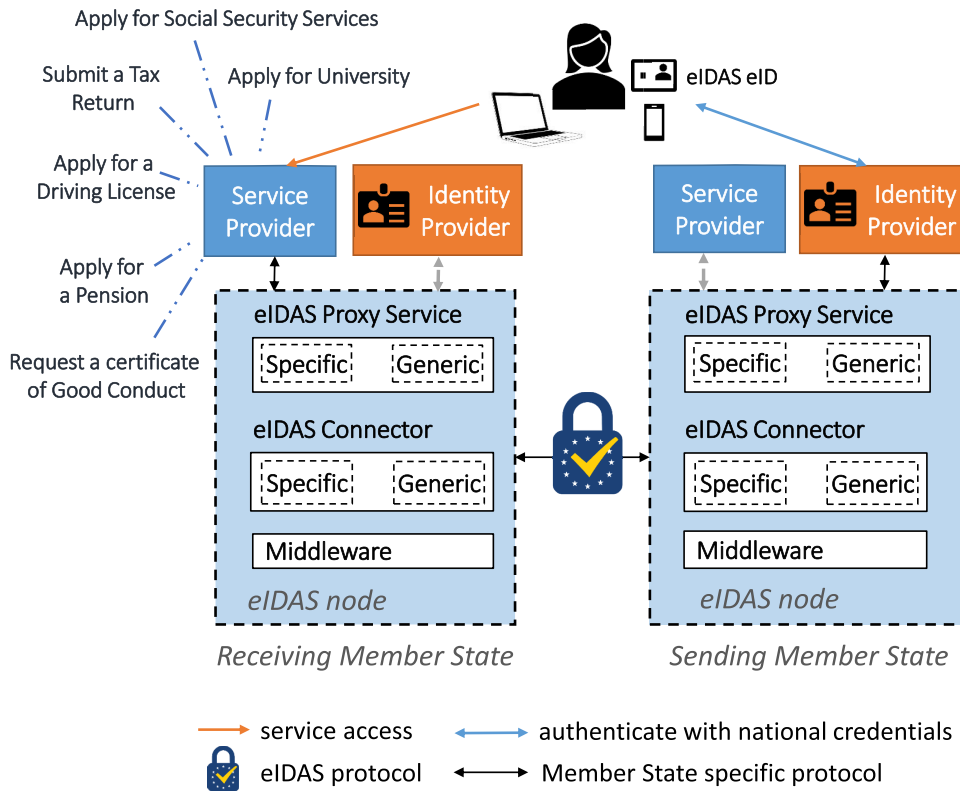 Apply for Social Security Services
Submit a Tax
Return
Apply for University
eIDAS eID
Apply for a
Driving License
Service
Provider
Identity
Provider
Service
Provider
Identity
Provider
Apply for
a Pension
Request a certificate
of Good Conduct
eIDAS Proxy Service
Specific
Generic
eIDAS Connector
Specific
Generic
Middleware
eIDAS node
Receiving Member State
eIDAS Proxy Service
Specific
Generic
eIDAS Connector
Specific
Generic
Middleware
eIDAS node
Sending Member State
service access
authenticate with national credentials
eIDAS protocol
Member State specific protocol